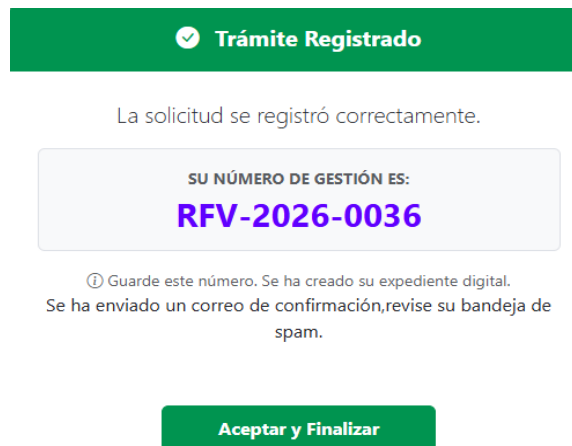 Trámite Registrado
La solicitud se registró correctamente.
SU NÚMERO DE GESTIÓN ES:
RFV-2026-0036
Guarde este número. Se ha creado su expediente digital.
Se ha enviado un correo de confirmación,revise su bandeja de
spam.
Aceptar y Finalizar